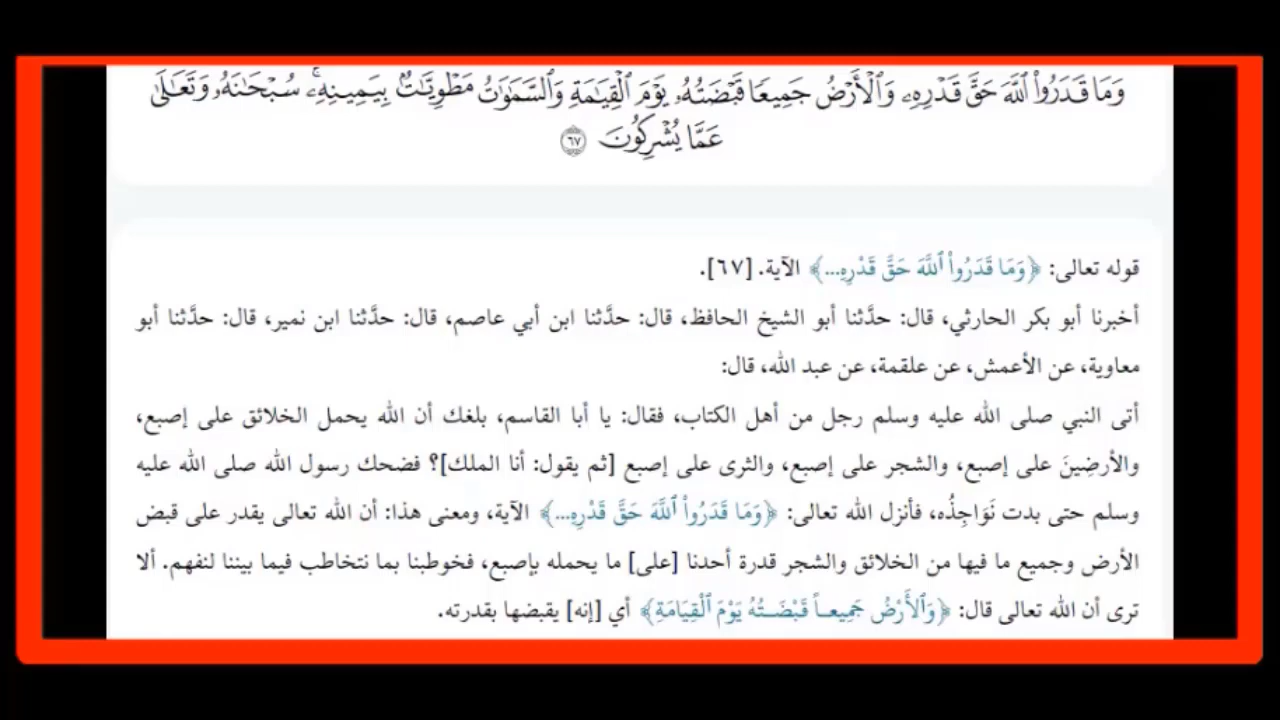 وَمَا قَدَرُوا۟ ٱللَّهَ حَقَّ قَدْرِهِۦ وَٱلْأَرْضُ جَمِيعًا قَبْضَتُهُۥ يَوْمَ ٱلْقِيَٰمَةِ وَٱلسَّمَٰوَٰتُ مَطْوِيَّٰتٌۢ بِيَمِينِهِۦۚ سُبْحَٰنَهُۥ وَتَعَٰلَىٰ
عَمَّا يُشْرِكُونَ ٦٧
قوله تعالى: ﴿وَمَا قَدَرُواْ ٱللَّهَ حَقَّ قَدْرِهِ...﴾ الآية. [٦٧].
أخبرنا أبو بكر الحارثي، قال: حدَّثنا أبو الشيخ الحافظ، قال: حدَّثنا ابن أبي عاصم، قال: حدَّثنا ابن نمير، قال: حدَّثنا أبو
معاوية، عن الأعمش، عن علقمة، عن عبد الله، قال:
أتى النبي صلى الله عليه وسلم رجل من أهل الكتاب، فقال: يا أبا القاسم، بلغك أن الله يحمل الخلائق على إصبع،
والأرضِينَ على إصبع، والشجر على إصبع، والثرى على إصبع [ثم يقول: أنا الملك]؟ فضحك رسول الله صلى الله عليه
وسلم حتى بدت نَوَاجِذُه، فأنزل الله تعالى: ﴿وَمَا قَدَرُواْ ٱللَّهَ حَقَّ قَدْرِهِ...﴾ الآية، ومعنى هذا: أن الله تعالى يقدر على قبض
الأرض وجميع ما فيها من الخلائق والشجر قدرة أحدنا [على] ما يحمله بإصبع، فخوطبنا بما نتخاطب فيما بيننا لنفهم. ألا
ترى أن الله تعالى قال: ﴿وَٱلأَرْضُ جَمِيعـاً قَبْضَـتُهُ يَوْمَ ٱلْقِيَامَةِ﴾ أي [إنه] يقبضها بقدرته.